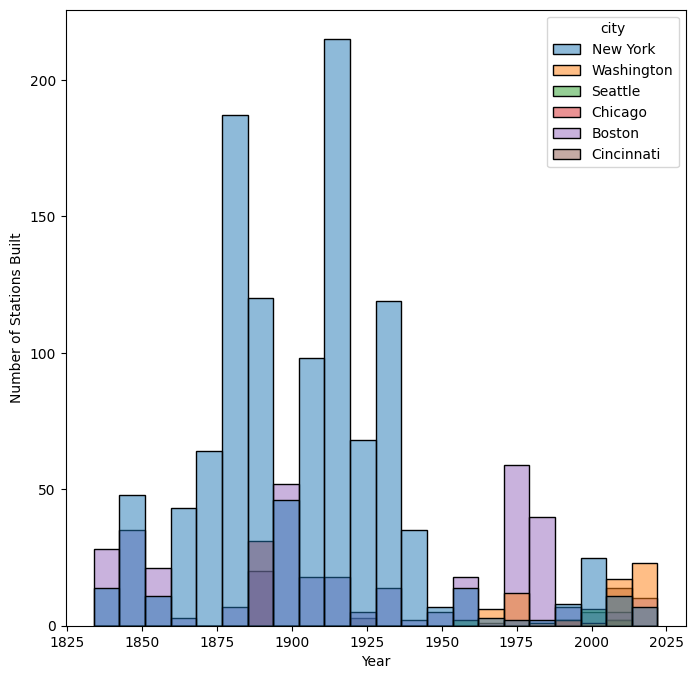 city
New York
Washington
Seattle
Chicago
Boston
Cincinnati
200
150
100
50
0
Number of Stations Built
1825 1850 1875 1900 1925 1950 1975 2000 2025
Year